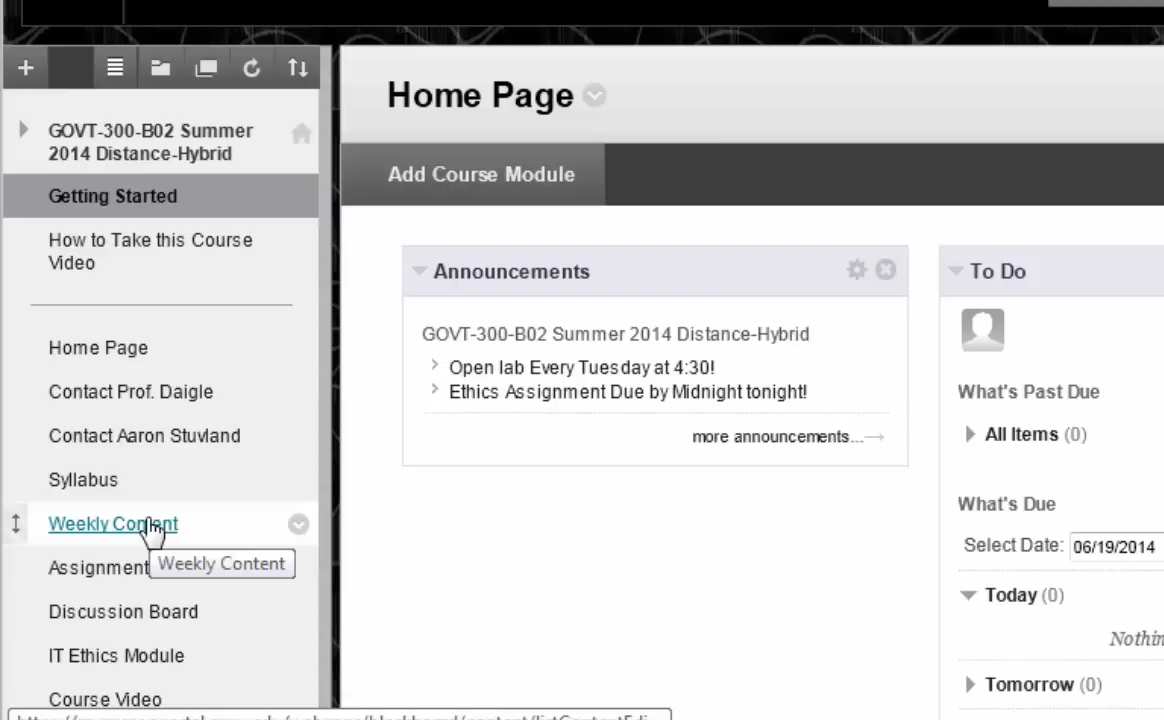 Home Page
Add Course Module
GOVT-300-B02 Summer
2014 Distance-Hybrid
Getting Started
How to Take this Course
Video
Home Page
Contact Prof. Daigle
Contact Aaron Stuvland
Syllabus
Weekly Content
Weekly Content
Assignment
Discussion Board
IT Ethics Module
Course Video
Announcements
GOVT-300-B02 Summer 2014 Distance-Hybrid
Open lab Every Tuesday at 4:30!
Ethics Assignment Due by Midnight tonight!
more announcements...
To Do
What's Past Due
All Items (0)
What's Due
Select Date: 06/19/2014
Today (0)
Nothin
Tomorrow (0)